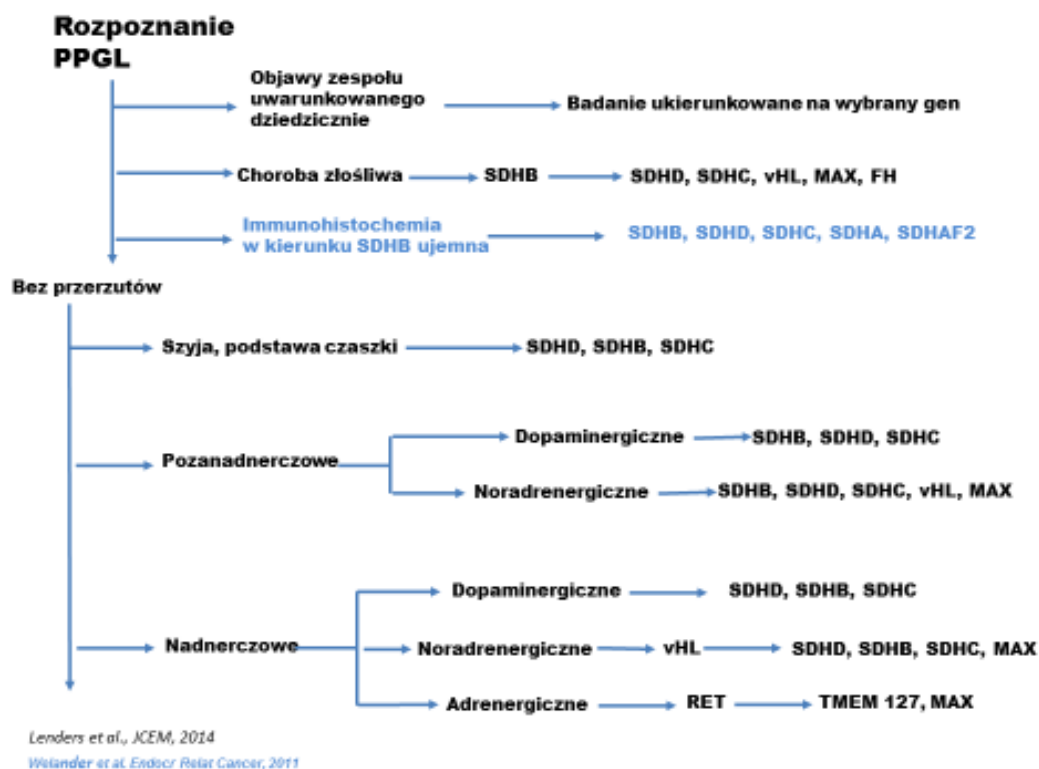 Rozpoznanie
PPGL
Objawy zespołu
uwarunkowanego
dziedzicznie
Badanie ukierunkowane na wybrany gen
Choroba złośliwa
SDHB
SDHD, SDHC, vHL, MAX, FH
Immunohistochemia
w kierunku SDHB ujemna
SDHB, SDHD, SDHC, SDHA, SDHAF2
Bez przerzutów
Szyja, podstawa czaszki
SDHD, SDHB, SDHC
Pozanadnerczowe
Dopaminergiczne
SDHB, SDHD, SDHC
Noradrenergiczne
SDHB, SDHD, SDHC, vHL, MAX
Nadnerczowe
Dopaminergiczne
SDHD, SDHB, SDHC
Noradrenergiczne
vHL
SDHD, SDHB, SDHC, MAX
Adrenergiczne
RET
TMEM 127, MAX
Lenders et al., JCEM, 2014
Welander et al. Endocr Relat Cancer, 2011